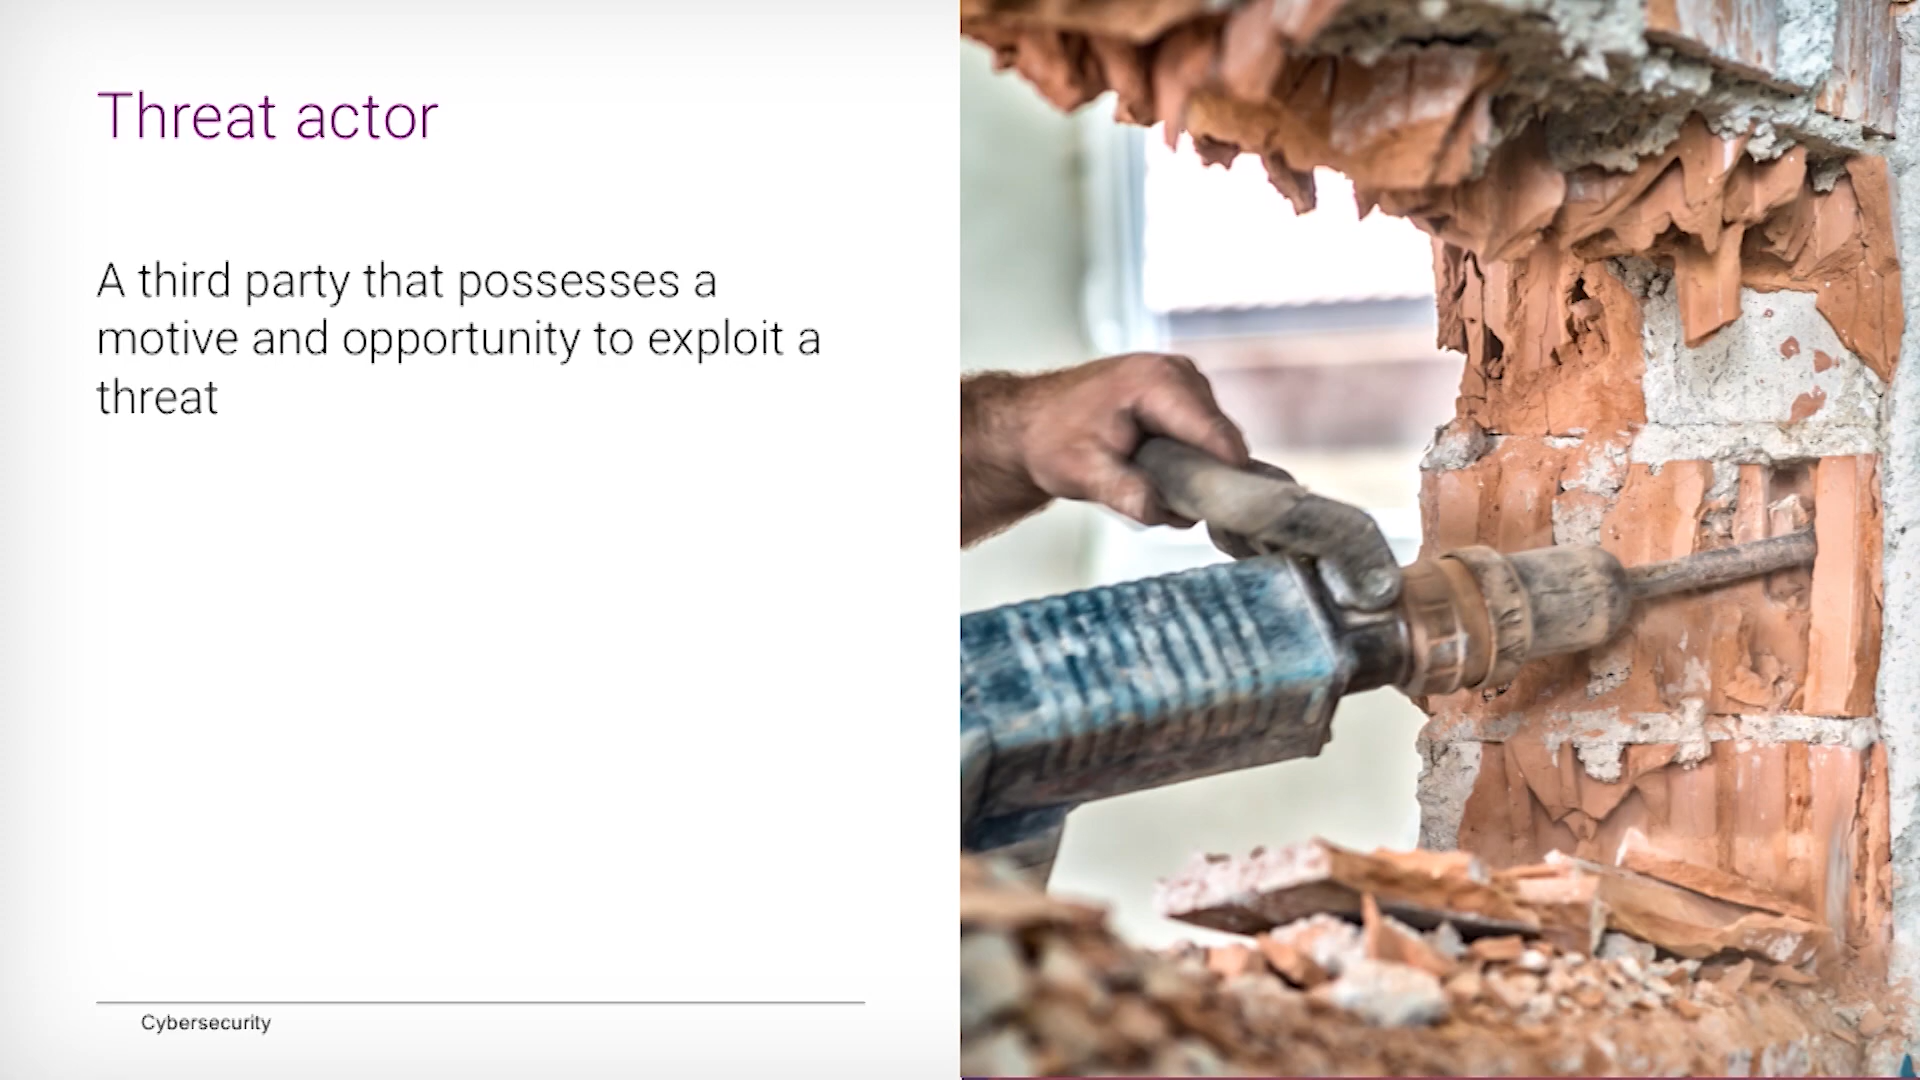 Threat actor
A third party that possesses a
motive and opportunity to exploit a
threat
Cybersecurity